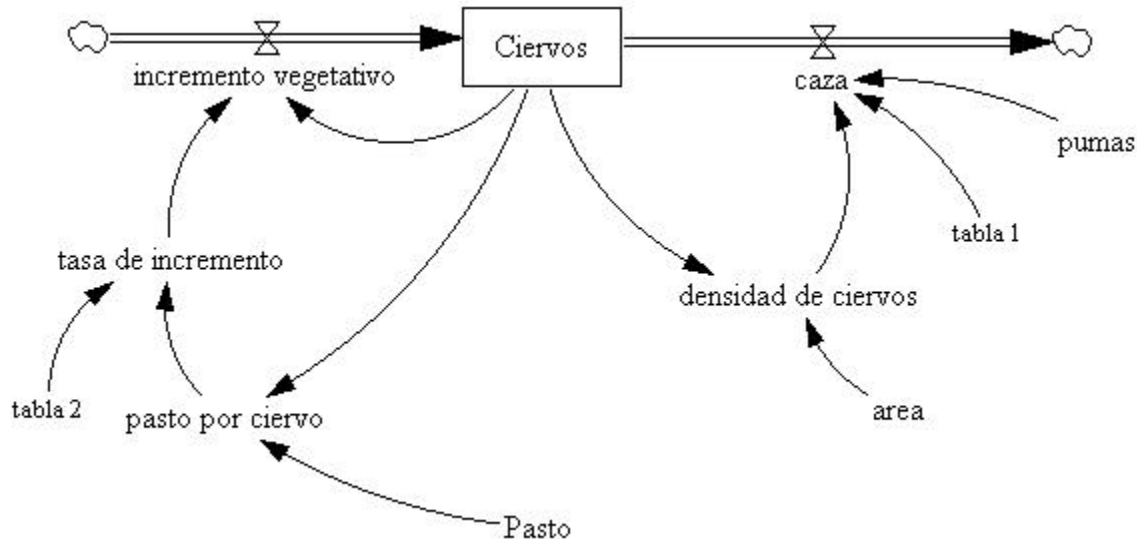 Ciervos
incremento vegetativo
caza
pumas
tabla 1
tasa de incremento
densidad de ciervos
tabla 2
pasto por ciervo
area
Pasto